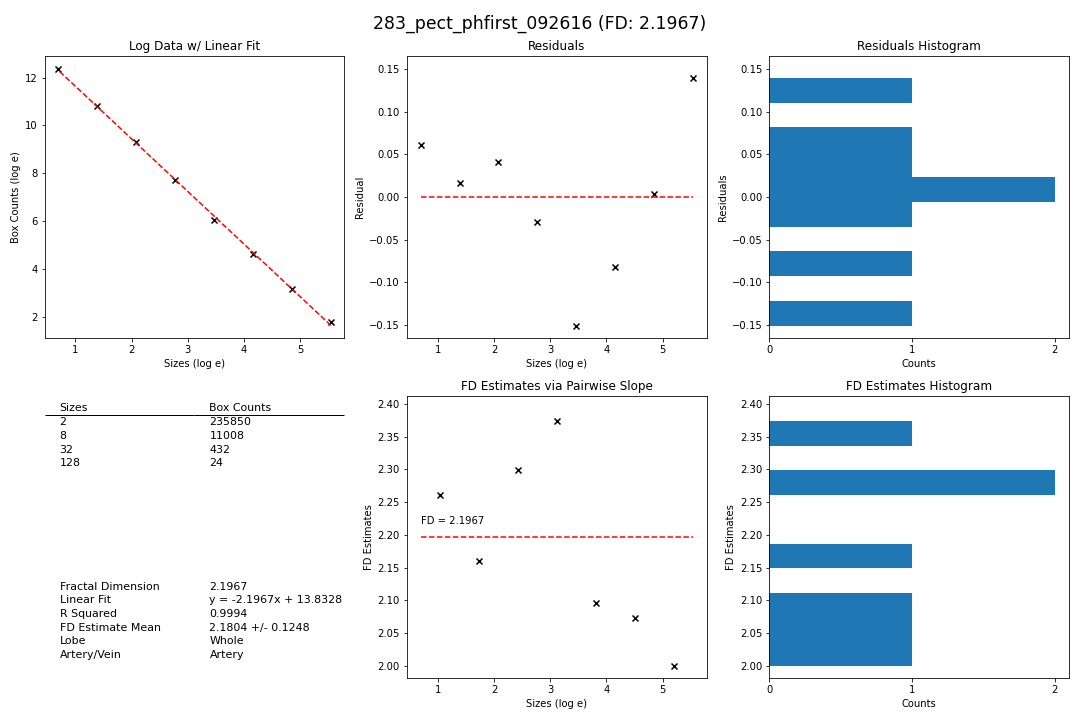 283_pect_phfirst_092616 (FD: 2.1967)
Log Data w/ Linear Fit
Box Counts (log e)
12
10
8
6
4
2
1 2 3 4 5
Sizes (log e)
Residuals
Residual
0.15
0.10
0.05
0.00
−0.05
−0.10
−0.15
1 2 3 4 5
Sizes (log e)
Residuals Histogram
Residuals
0.15
0.10
0.05
0.00
−0.05
−0.10
−0.15
0 1 2
Counts
Sizes Box Counts
2 235850
8 11008
32 432
128 24
Fractal Dimension 2.1967
Linear Fit y = -2.1967x + 13.8328
R Squared 0.9994
FD Estimate Mean 2.1804 +/- 0.1248
Lobe Whole
Artery/Vein Artery
FD Estimates via Pairwise Slope
FD Estimates
2.40
2.35
2.30
2.25
2.20
2.15
2.10
2.05
2.00
FD = 2.1967
1 2 3 4 5
Sizes (log e)
FD Estimates Histogram
FD Estimates
2.40
2.35
2.30
2.25
2.20
2.15
2.10
2.05
2.00
0 1 2
Counts